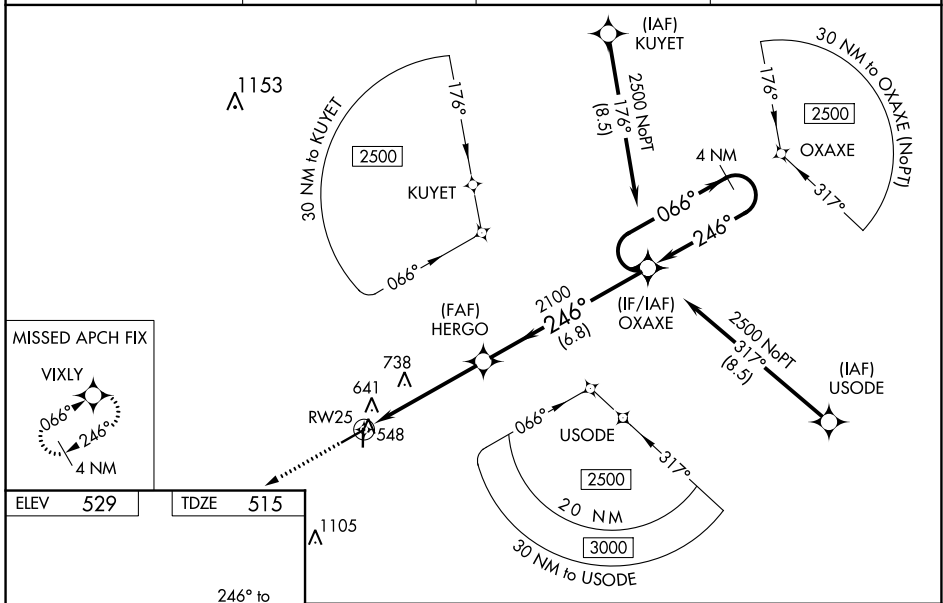 (IAF)
KUYET
1153
30 NM to KUYET
176°
2500
KUYET
066°
2500 NoPT
176°
(8.5)
4 NM
066°
246°
30 NM to OXAXE (NoPT)
176°
2500
OXAXE
317°
(IF/IAF)
OXAXE
2100
246°
(6.8)
(FAF)
HERGO
2500 NoPT
317°
(8.5)
(IAF)
USODE
MISSED APCH FIX
VIXLY
066°
246°
4 NM
738
641
RW25
548
066°
USODE
317°
2500
20 NM
3000
30 NM to USODE
ELEV 529
TDZE 515
1105
246° to